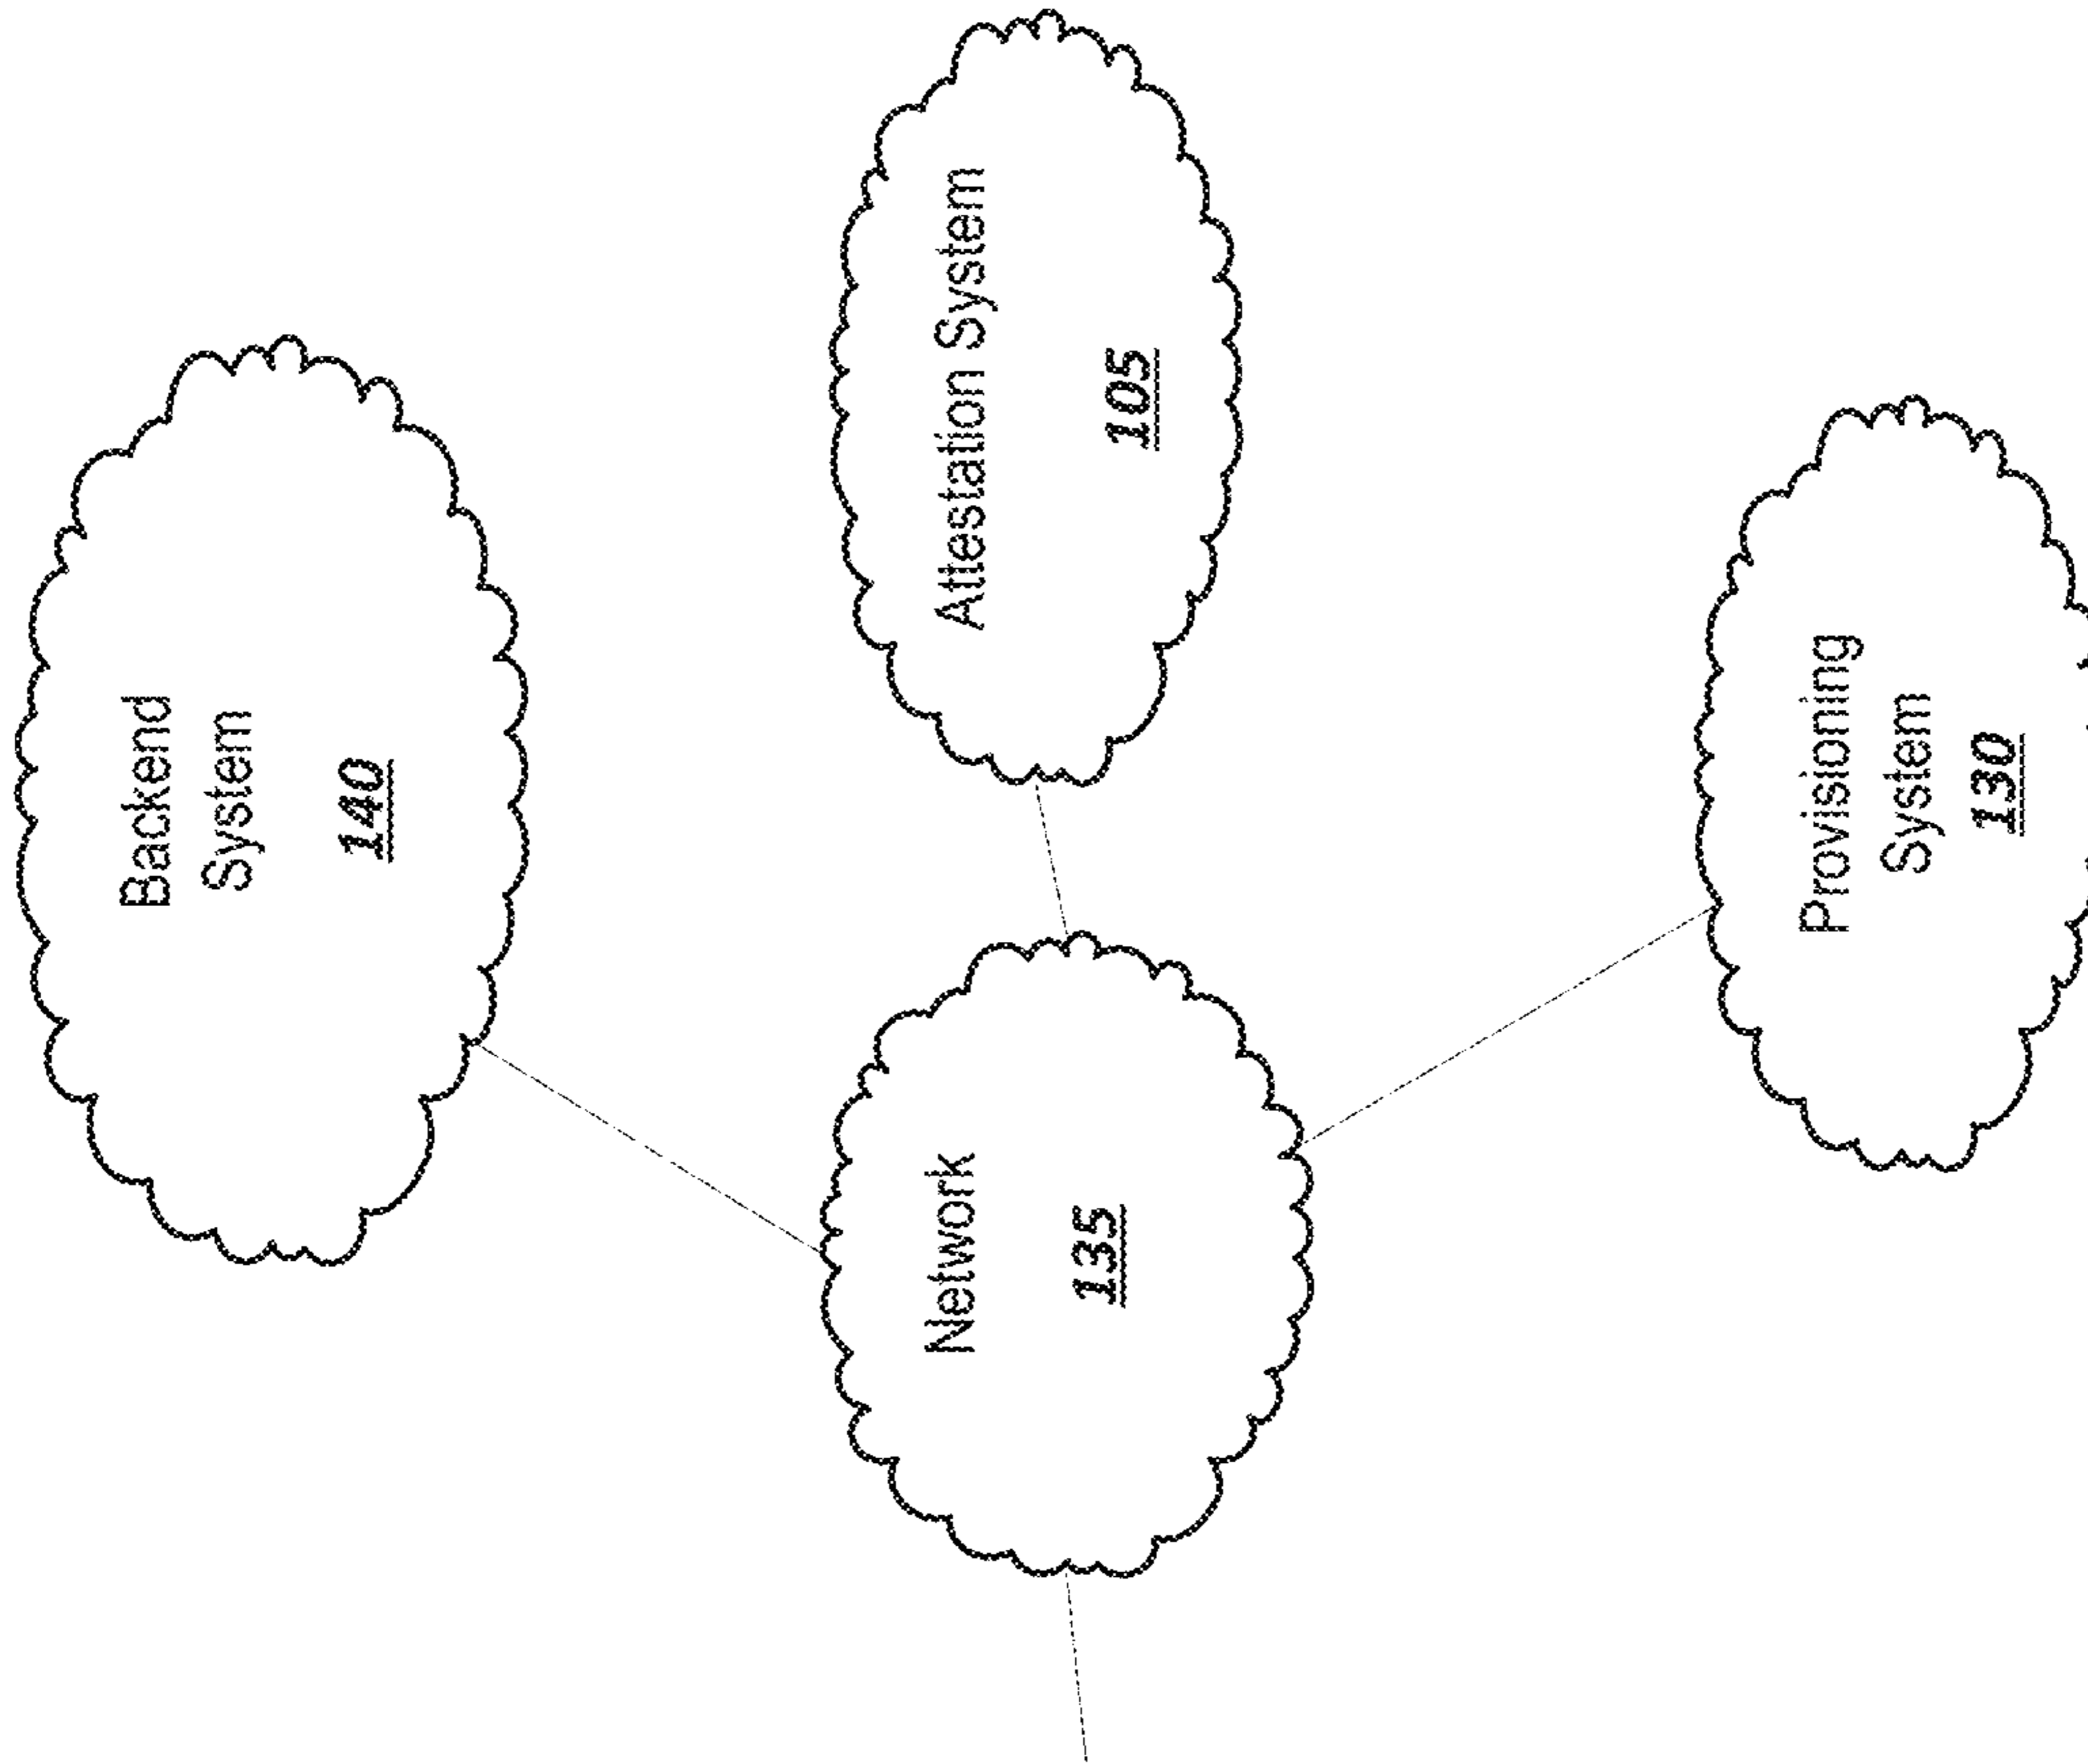 Backend
System
140
Attestation System
105
Network
135
Provisioning
System
130